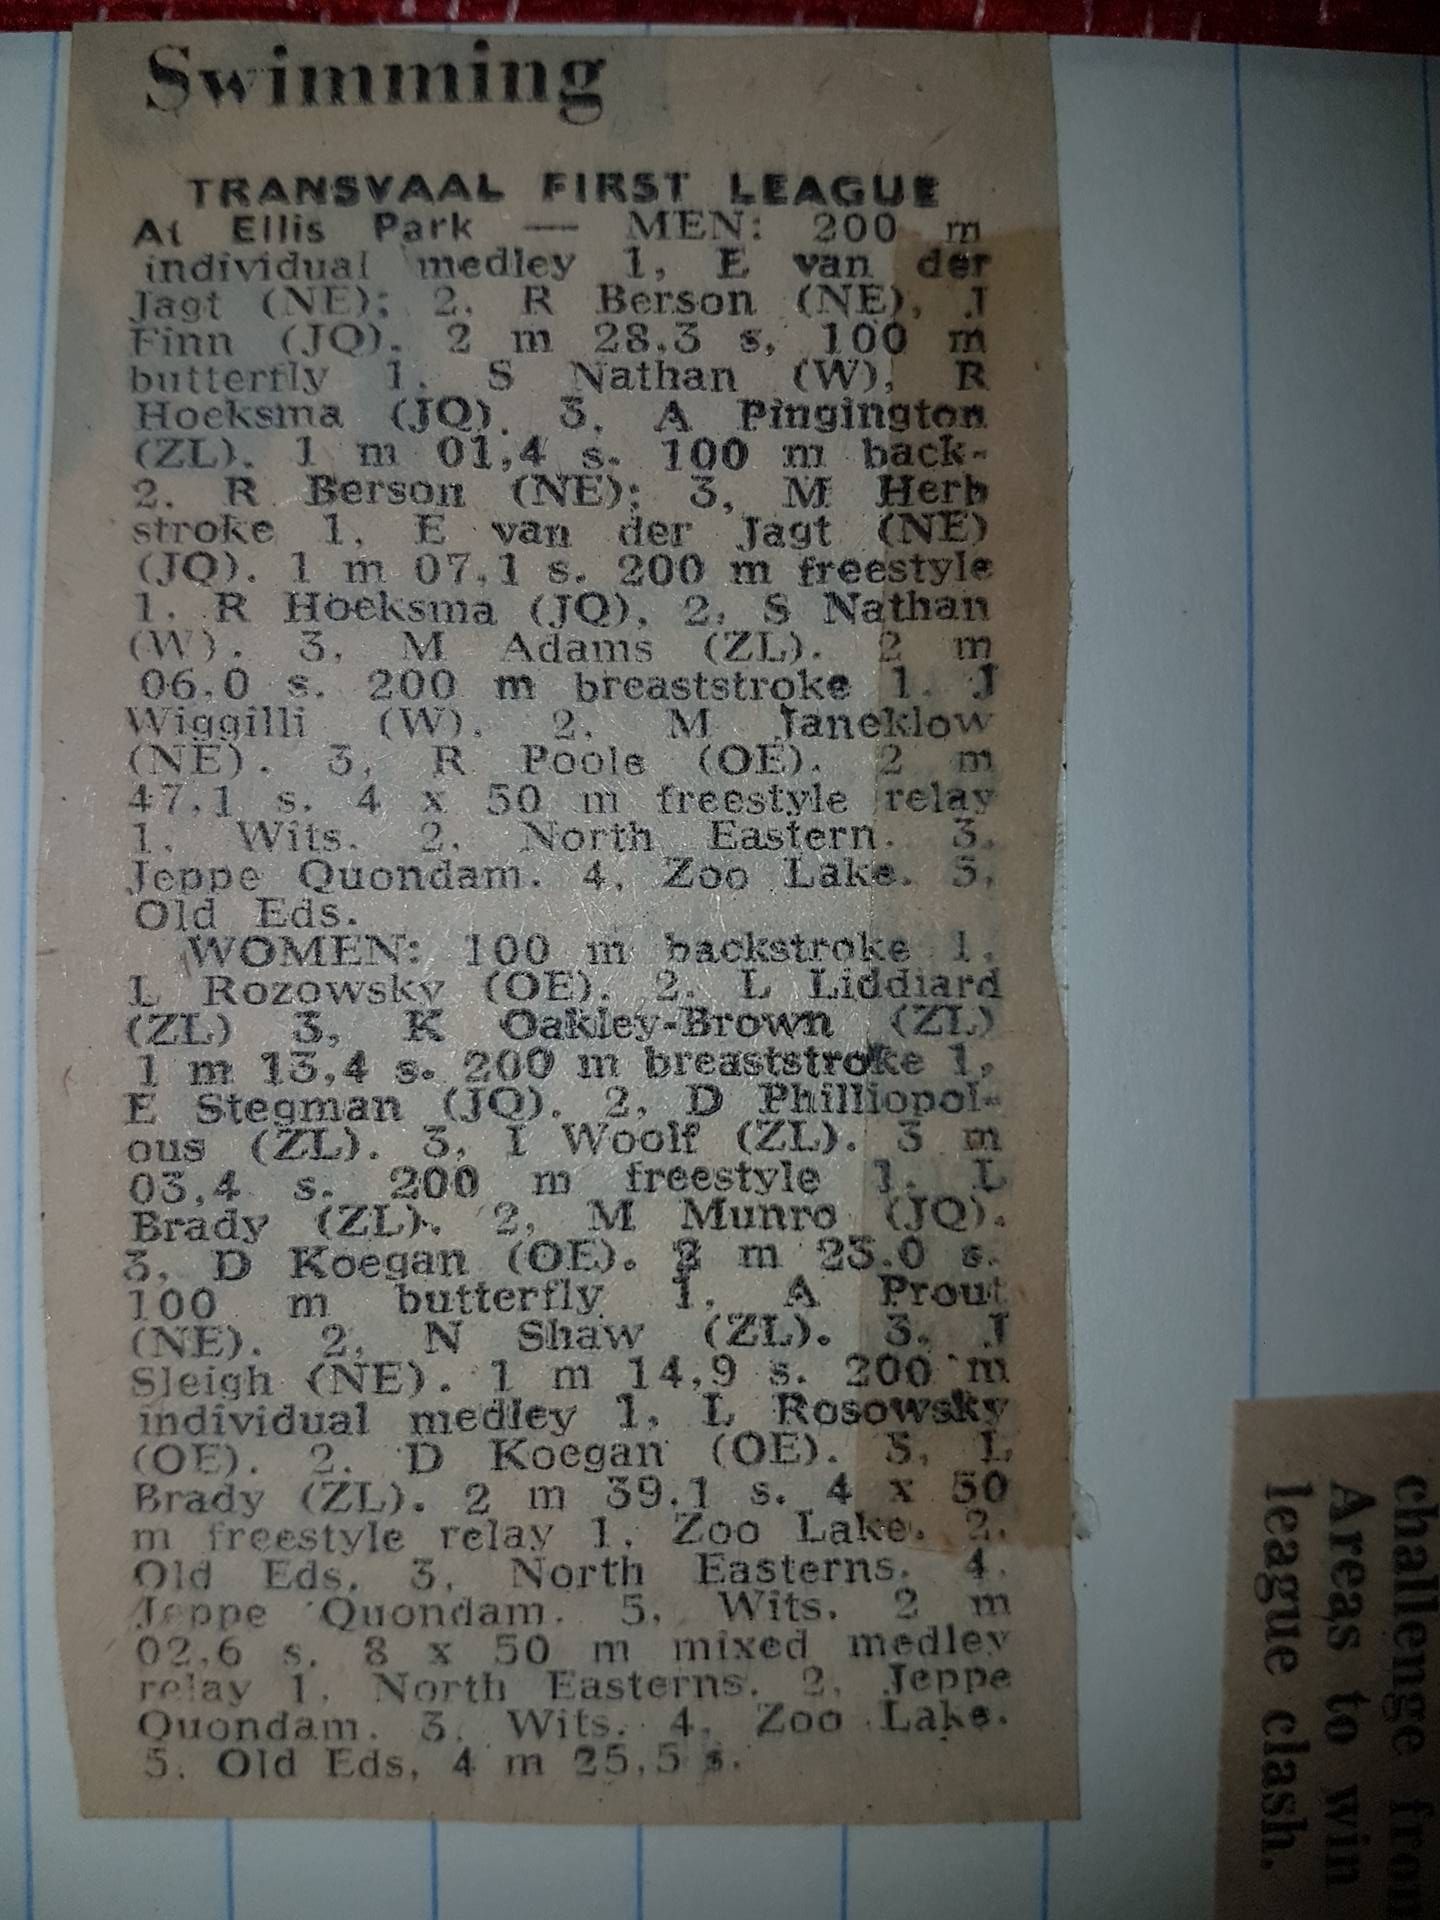 Swimming
TRANSVAAL FIRST LEAGUE
At Ellis Park — MEN: 200 m
individual medley 1, E van der
Jagt (NE); 2, R Berson (NE), J
Finn (JQ). 2 m 28.3 s, 100 m
butterfly 1, S Nathan (W), R
Hoeksma (JQ), 3, A Pingington
(ZL). 1 m 01,4 s. 100 m back-
2. R Berson (NE); 3, M Herb
stroke 1, E van der Jagt (NE)
(JQ). 1 m 07,1 s. 200 m freestyle
1, R Hoeksma (JQ), 2, S Nathan
(W). 3, M Adams (ZL). 2 m
06.0 s. 200 m breaststroke 1. J
Wiggilli (W). 2. M Janeklow
(NE). 3, R Poole (OE). 2 m
47,1 s. 4 x 50 m freestyle relay
1, Wits. 2, North Eastern. 3,
Jeppe Quondam. 4, Zoo Lake. 5,
Old Eds.
WOMEN: 100 m backstroke 1,
L Rozowsky (OE). 2. L Liddiard
(ZL) 3, K Oakley-Brown (ZL)
1 m 13,4 s. 200 m breaststroke 1,
E Stegman (JQ). 2, D Philliopol-
ous (ZL). 3, I Woolf (ZL). 3 m
03,4 s. 200 m freestyle 1. L
Brady (ZL). 2, M Munro (JQ).
3, D Koegan (OE). 2 m 23.0 s.
100 m butterfly 1, A Prout
(NE). 2, N Shaw (ZL). 3. J
Sleigh (NE). 1 m 14,9 s. 200 m
individual medley 1, L Rosowsky
(OE). 2. D Koegan (OE). 3, L
Brady (ZL). 2 m 39.1 s. 4 x 50
m freestyle relay 1, Zoo Lake. 2.
Old Eds. 3, North Easterns. 4.
Jeppe Quondam. 5, Wits. 2 m
02,6 s. 8 x 50 m mixed medley
relay 1, North Easterns. 2, Jeppe
Quondam. 3, Wits. 4, Zoo Lake.
5. Old Eds, 4 m 25,5 s.
challenge from
Areas to win
league clash.